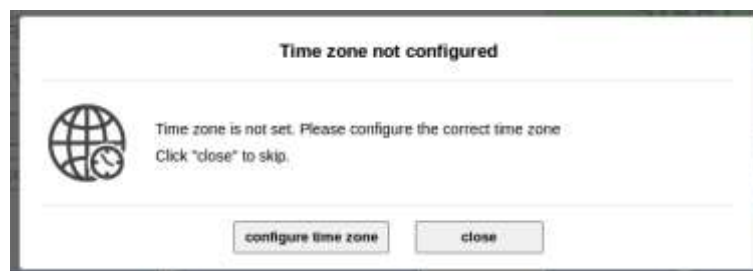 Time zone not configured
Time zone is not set. Please configure the correct time zone
Click "close" to skip.
configure time zone
close